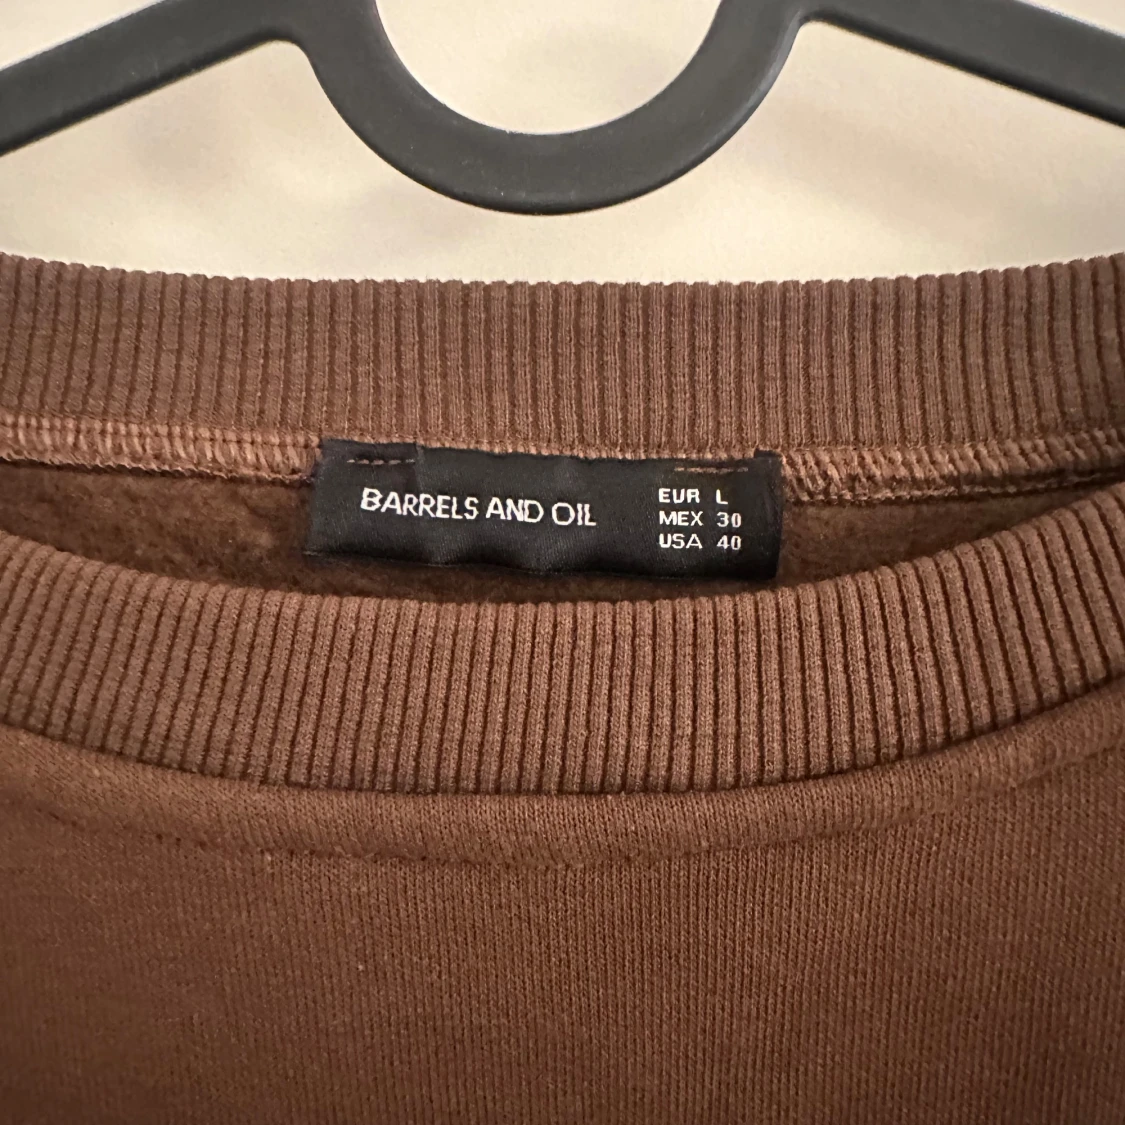 BARRELS AND OIL
EUR L
MEX 30
USA 40